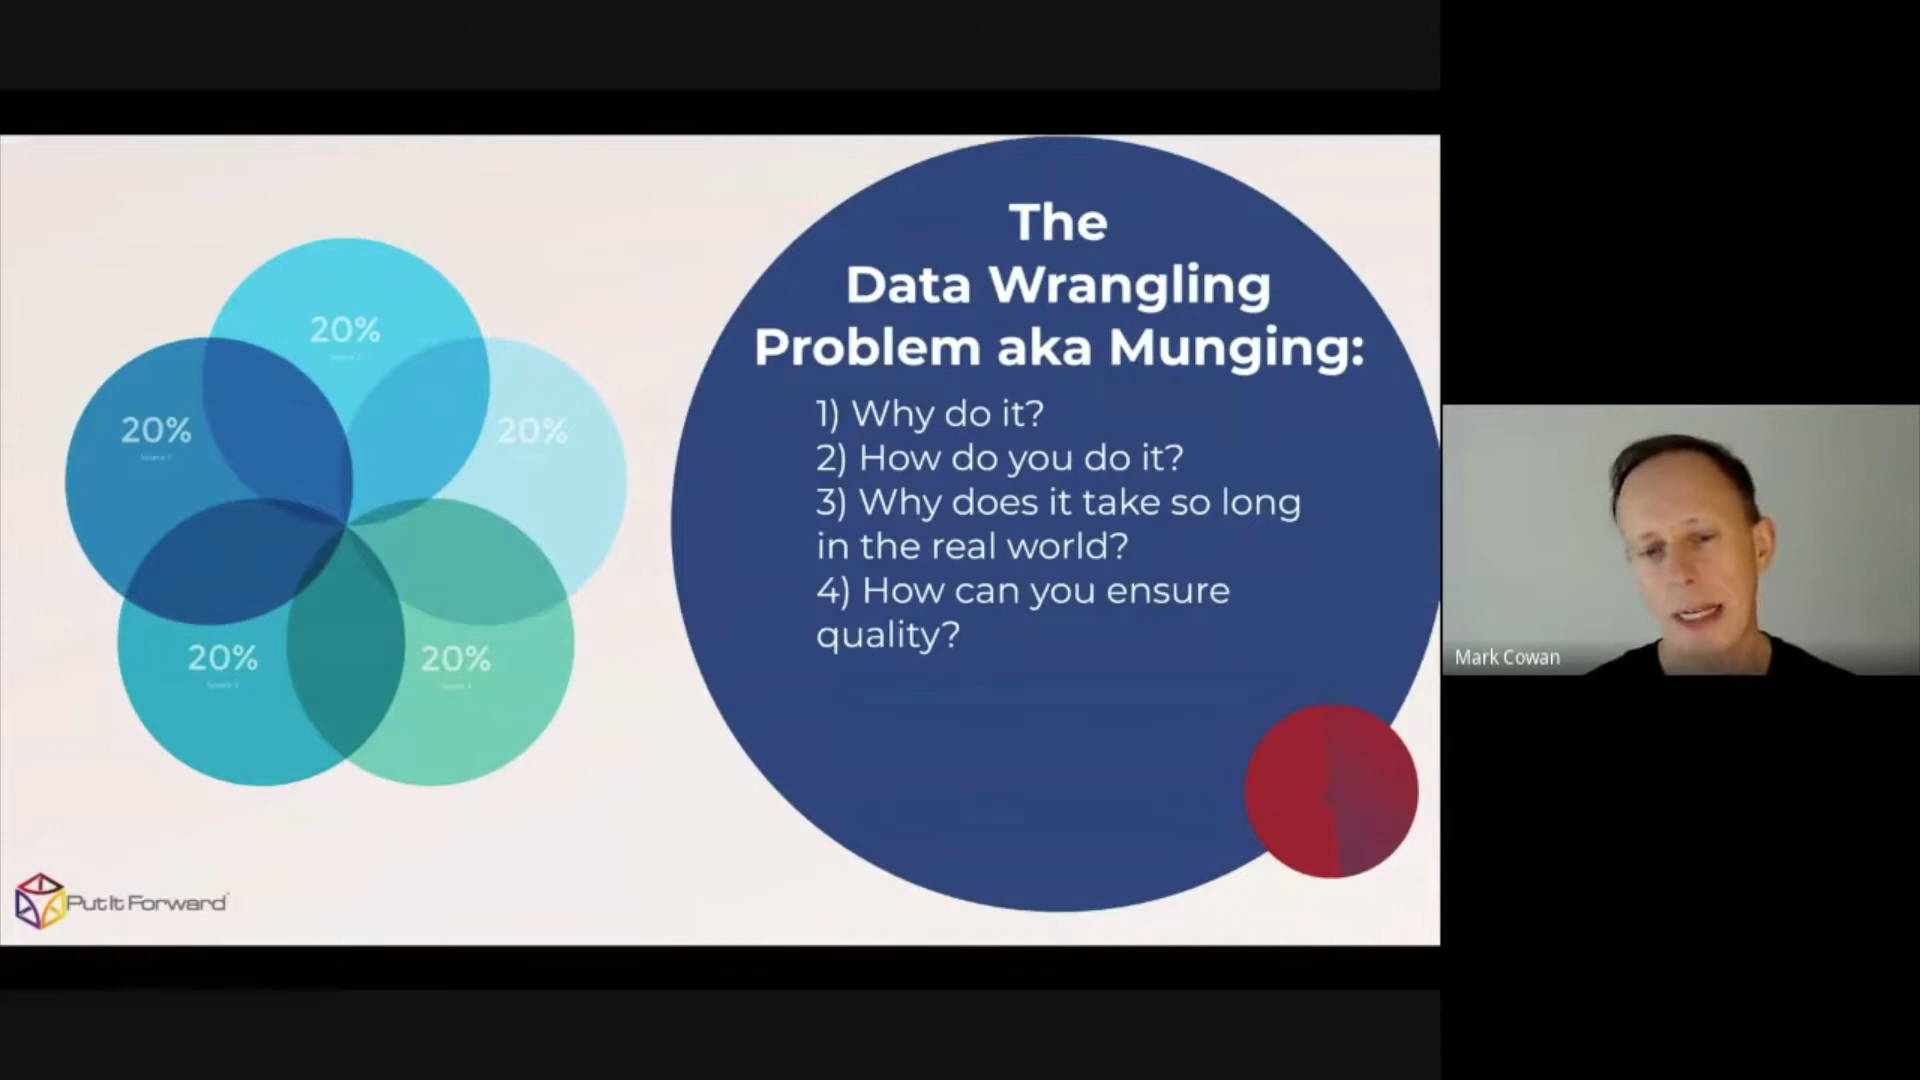 20%
20%
20%
20%
20%
The
Data Wrangling
Problem aka Munging:
1) Why do it?
2) How do you do it?
3) Why does it take so long
in the real world?
4) How can you ensure
quality?
PutItForward
Mark Cowan